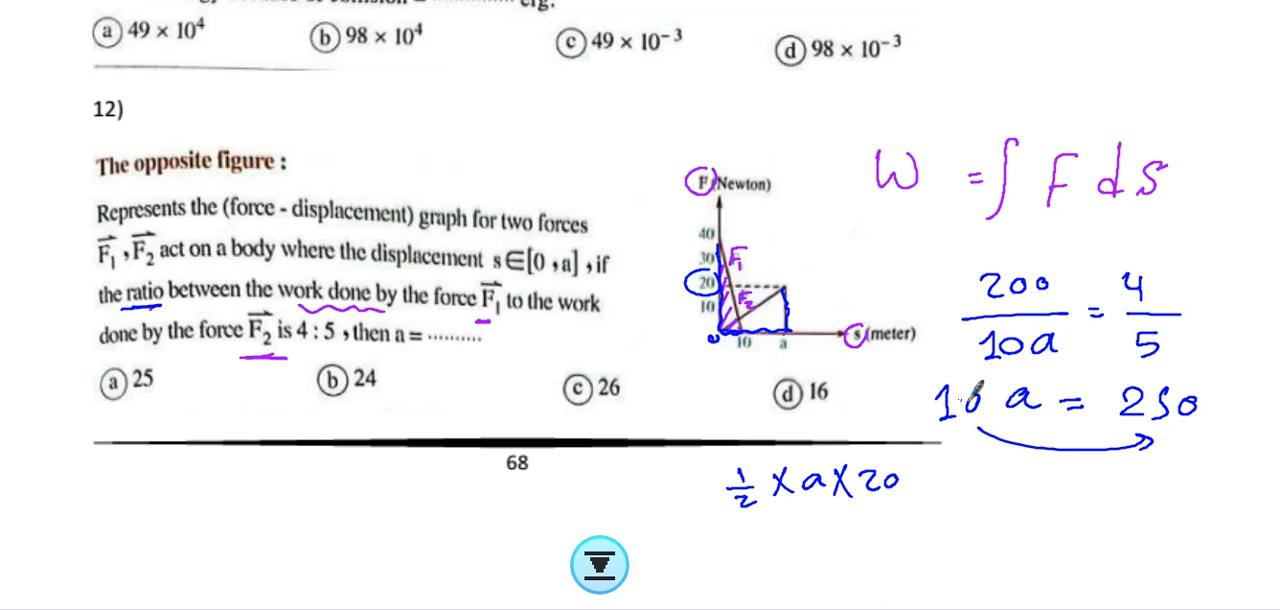 erg.
a 49 × 10⁴ b 98 × 10⁴ c 49 × 10⁻³ d 98 × 10⁻³
12)
The opposite figure :
Represents the (force - displacement) graph for two forces
F₁ , F₂ act on a body where the displacement s∈[0 , a] , if
the ratio between the work done by the force F₁ to the work
done by the force F₂ is 4 : 5 , then a = ..........
a 25 b 24 c 26 d 16
68
F (Newton)
40
30
20
10
F₁
F₂
o
10 a
s (meter)
W = ∫ F ds
200/10a = 4/5
10 a = 250
1/2 × a × 20